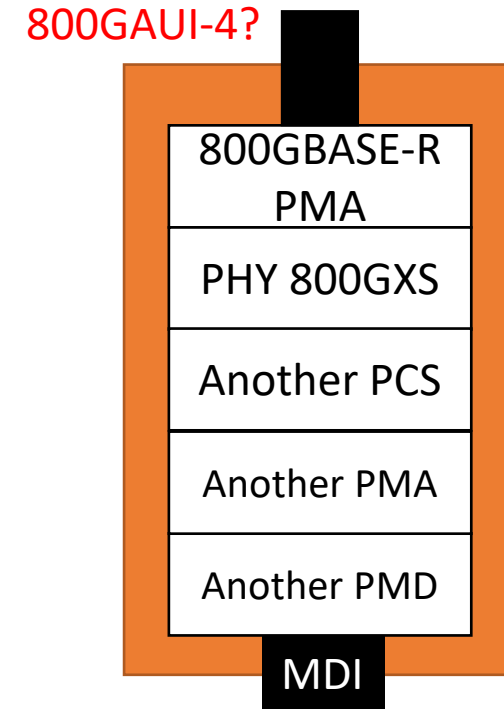 800GAUI-4?
800GBASE-R
PMA
PHY 800GXS
Another PCS
Another PMA
Another PMD
MDI